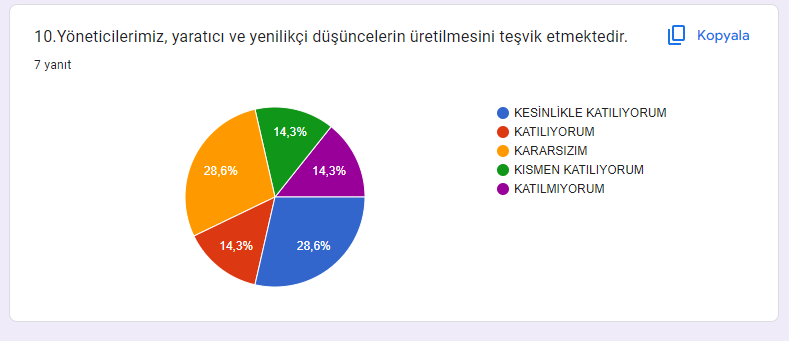 10.Yöneticilerimiz, yaratıcı ve yenilikçi düşüncelerin üretilmesini teşvik etmektedir.
Kopyala
7 yanıt
14,3%
14,3%
28,6%
14,3%
28,6%
KESİNLİKLE KATILIYORUM
KATILIYORUM
KARARSIZIM
KISMEN KATILIYORUM
KATILMIYORUM